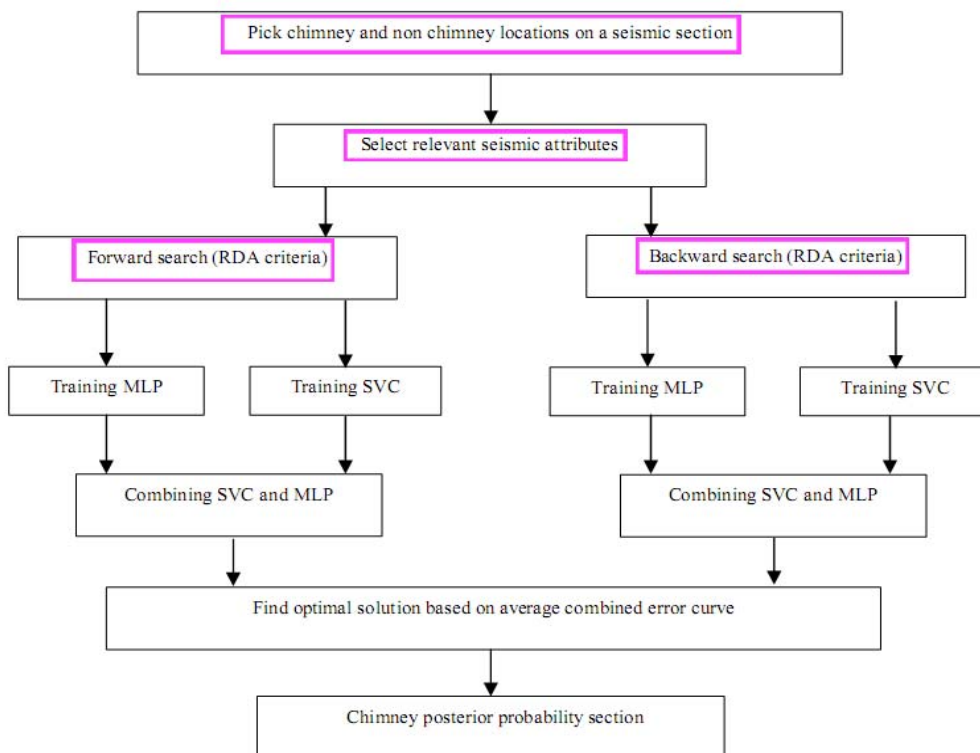 Pick chimney and non chimney locations on a seismic section
Select relevant seismic attributes
Forward search (RDA criteria)
Backward search (RDA criteria)
Training MLP
Training SVC
Training MLP
Training SVC
Combining SVC and MLP
Combining SVC and MLP
Find optimal solution based on average combined error curve
Chimney posterior probability section